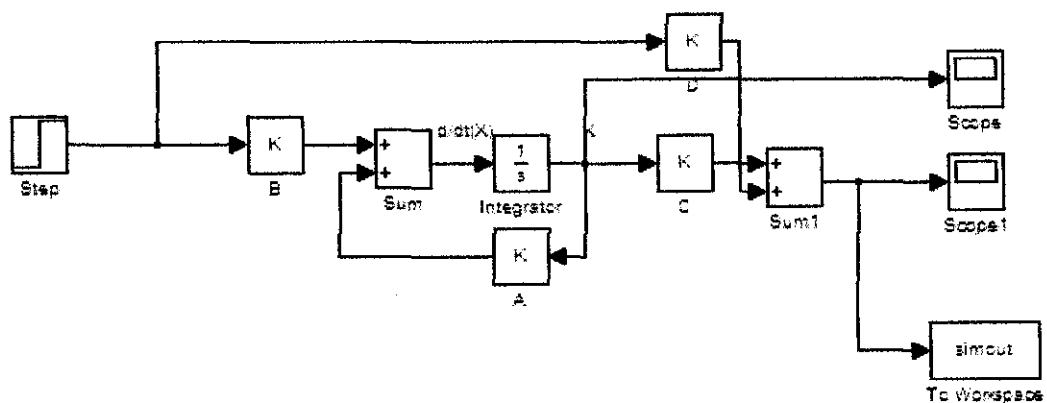 K
D
Scope
Step
K
B
+
+
Sum
d/dt(X)
1
s
Integrator
X
K
C
+
+
Sum1
Scope1
K
A
simout
To Workspace